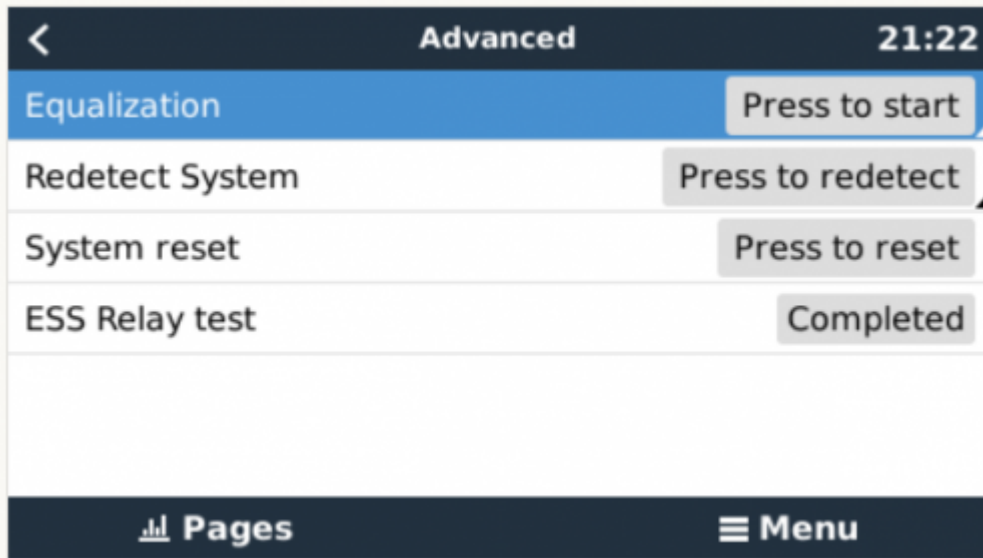 Advanced 21:22
Equalization Press to start
Redetect System Press to redetect
System reset Press to reset
ESS Relay test Completed
Pages Menu